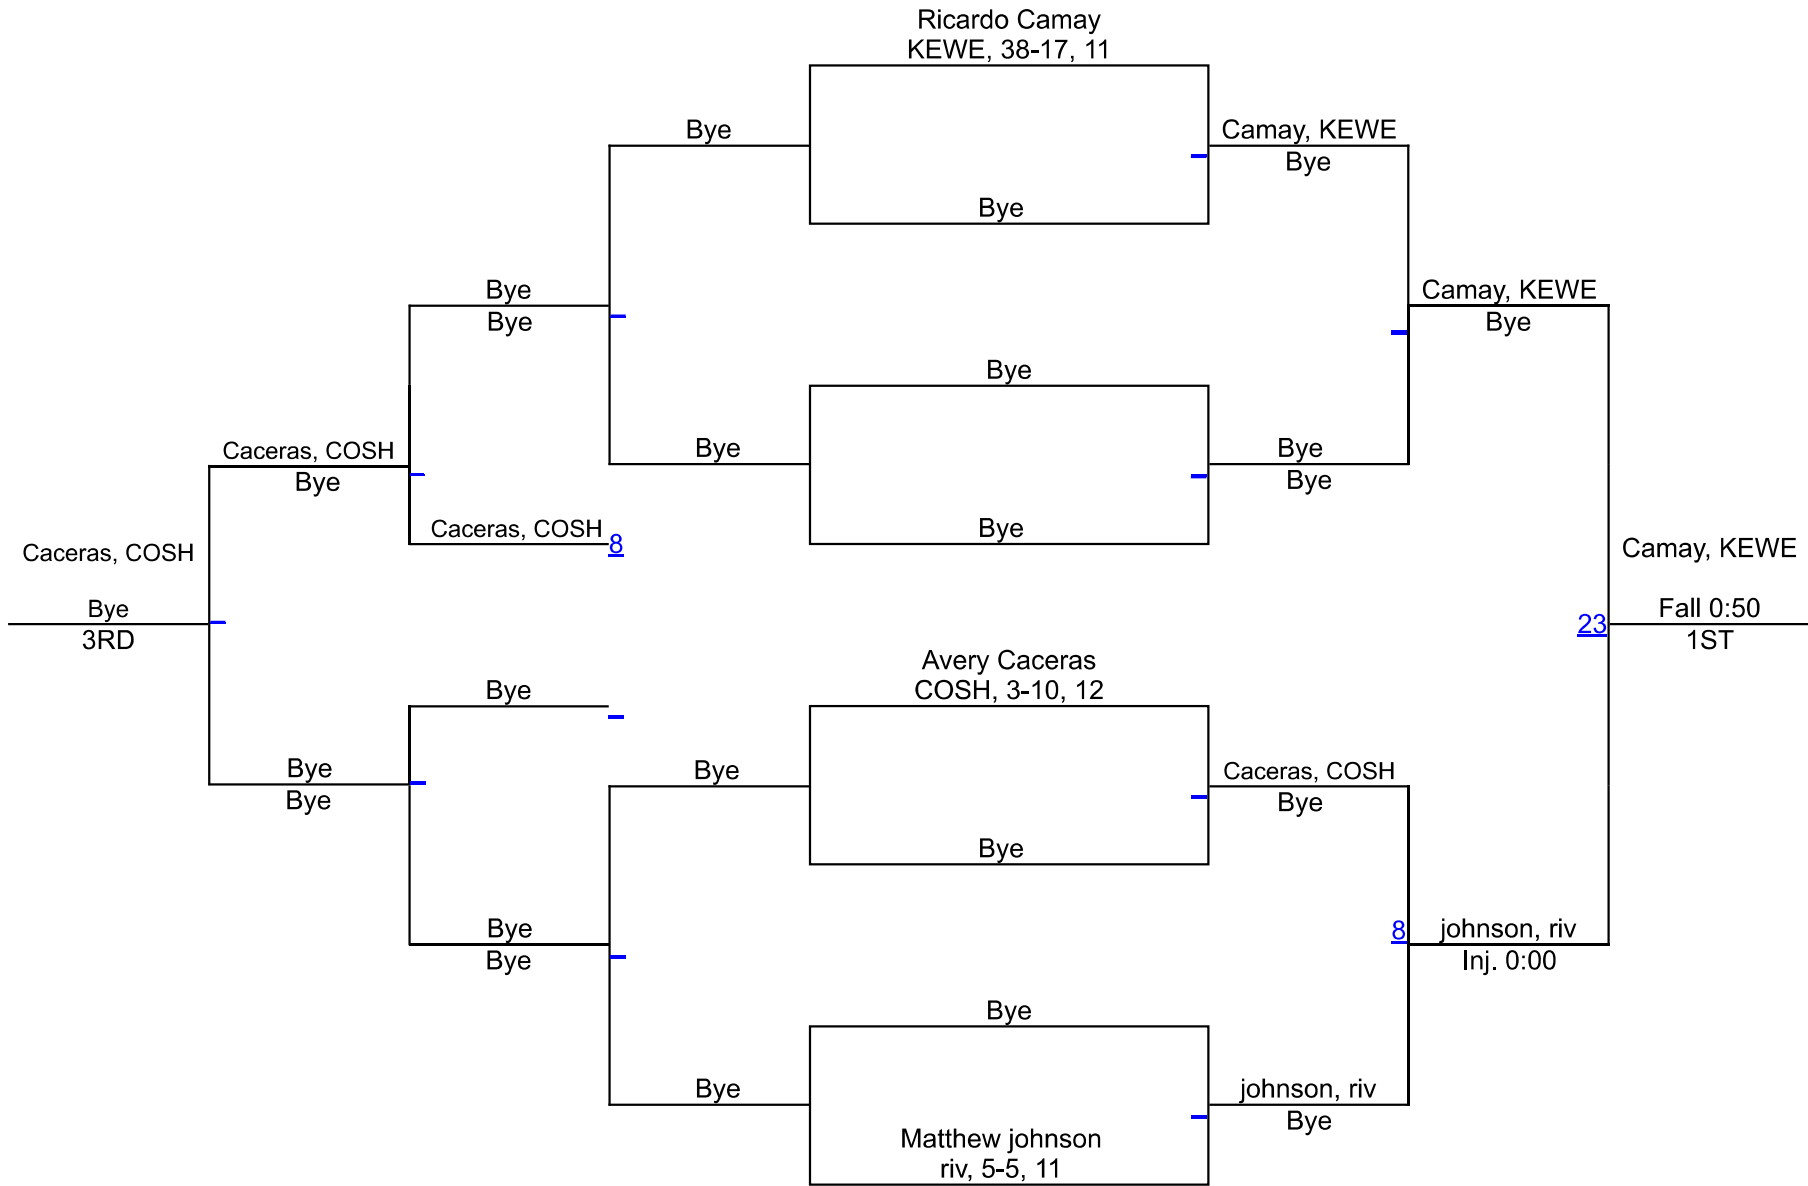 Ricardo Camay
KEWE, 38-17, 11
Bye
Camay, KEWE
Bye
Bye
Bye
Bye
Camay, KEWE
Bye
Bye
Caceras, COSH
Bye
Bye
Bye
Bye
Caceras, COSH
8
Bye
Caceras, COSH
Bye
3RD
Camay, KEWE
Fall 0:50
23
1ST
Avery Caceras
COSH, 3-10, 12
Bye
Bye
Bye
Bye
Caceras, COSH
Bye
Bye
Bye
Bye
8
johnson, riv
Inj. 0:00
Bye
Bye
johnson, riv
Bye
Matthew johnson
riv, 5-5, 11